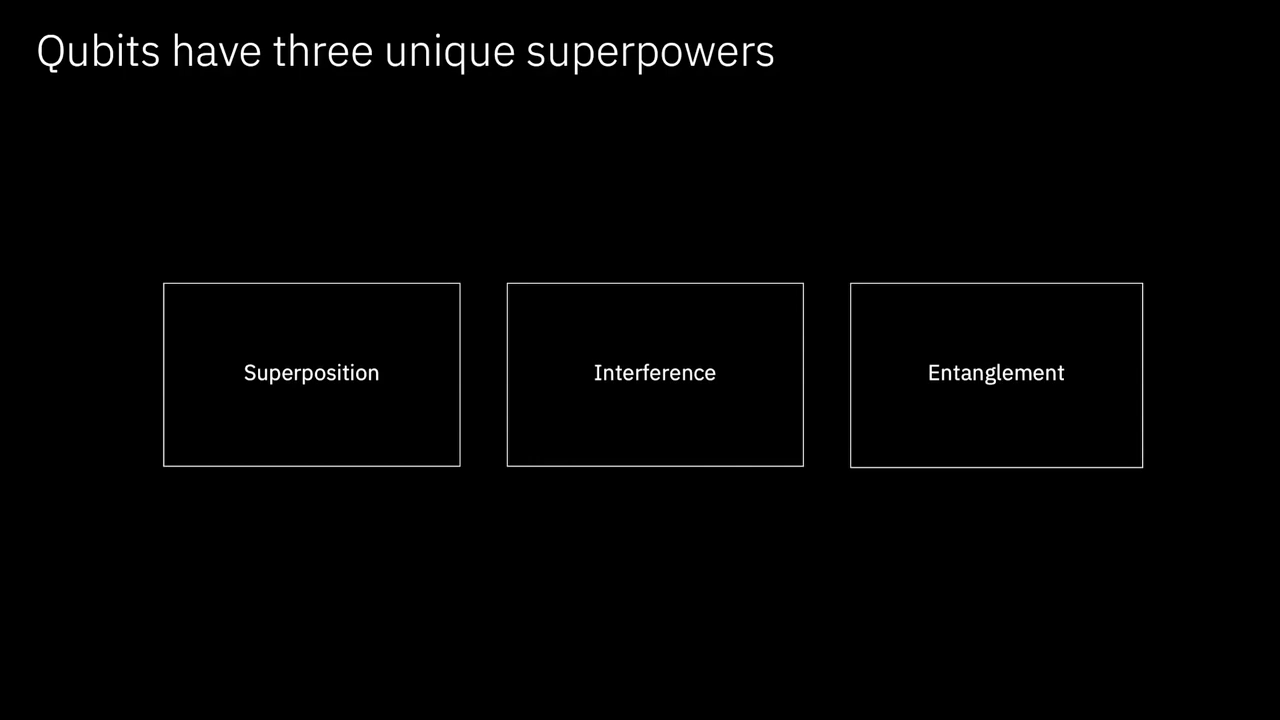 Qubits have three unique superpowers
Superposition
Interference
Entanglement